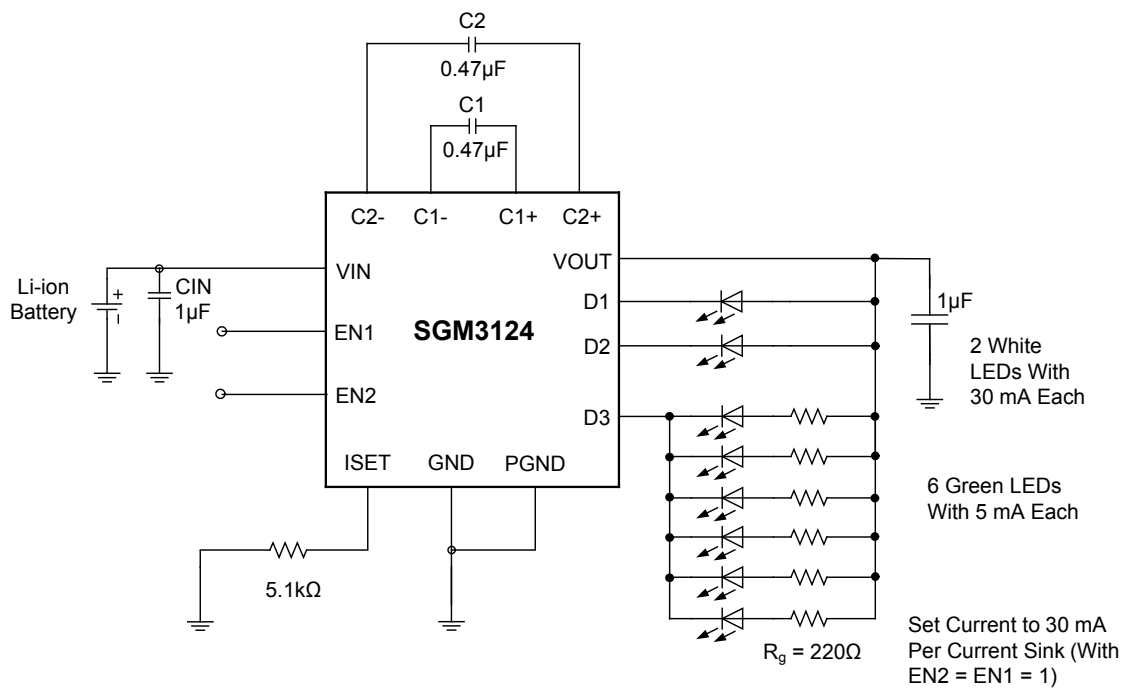 C2
0.47µF
C1
0.47µF
C2-
C1-
C1+
C2+
VIN
VOUT
Li-ion
Battery
+
–
CIN
1µF
D1
1µF
EN1
SGM3124
D2
2 White
LEDs With
30 mA Each
EN2
D3
ISET
GND
PGND
6 Green LEDs
With 5 mA Each
5.1kΩ
Rg = 220Ω
Set Current to 30 mA
Per Current Sink (With
EN2 = EN1 = 1)